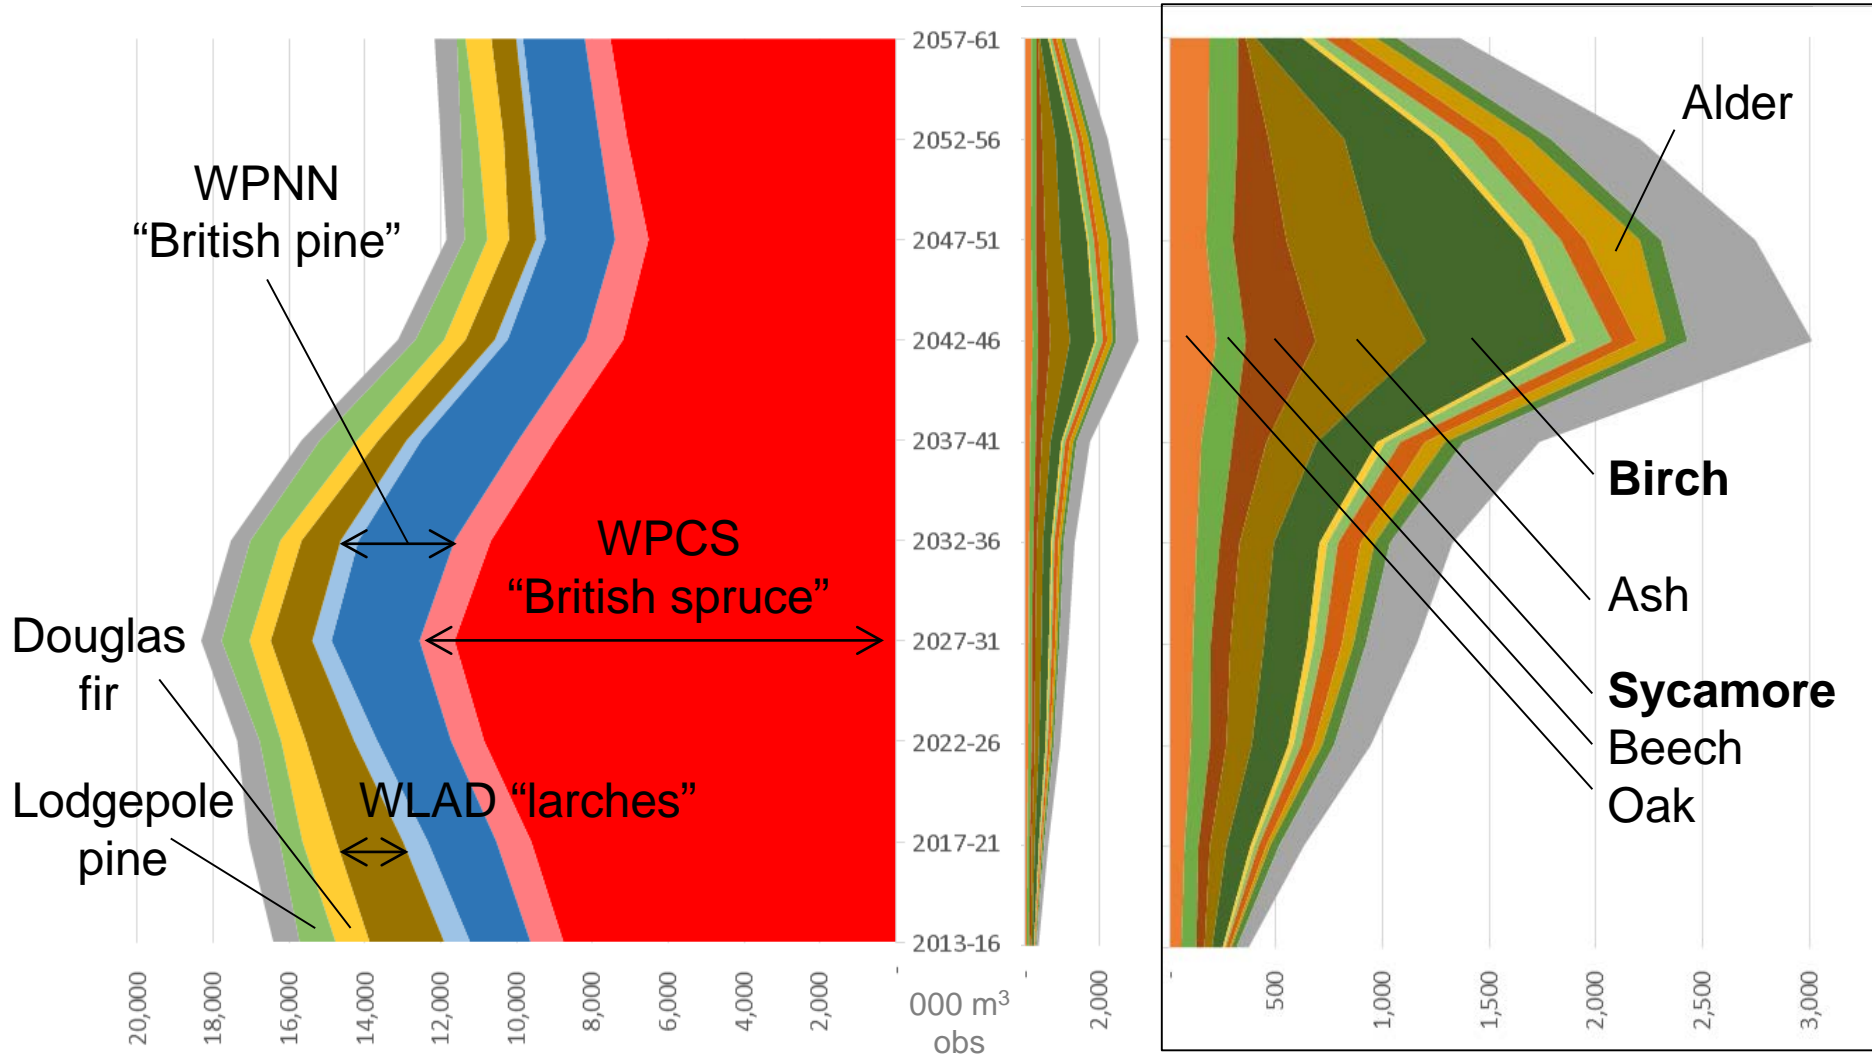 2057-61
2052-56
2047-51
2042-46
2037-41
2032-36
2027-31
2022-26
2017-21
2013-16
WPNN
“British pine”
WPCS
“British spruce”
Douglas
fir
Lodgepole
pine
WLAD “larches”
20,000
18,000
16,000
14,000
12,000
10,000
8,000
6,000
4,000
2,000
-
000 m³
obs
-
2,000
Alder
Birch
Ash
Sycamore
Beech
Oak
-
500
1,000
1,500
2,000
2,500
3,000